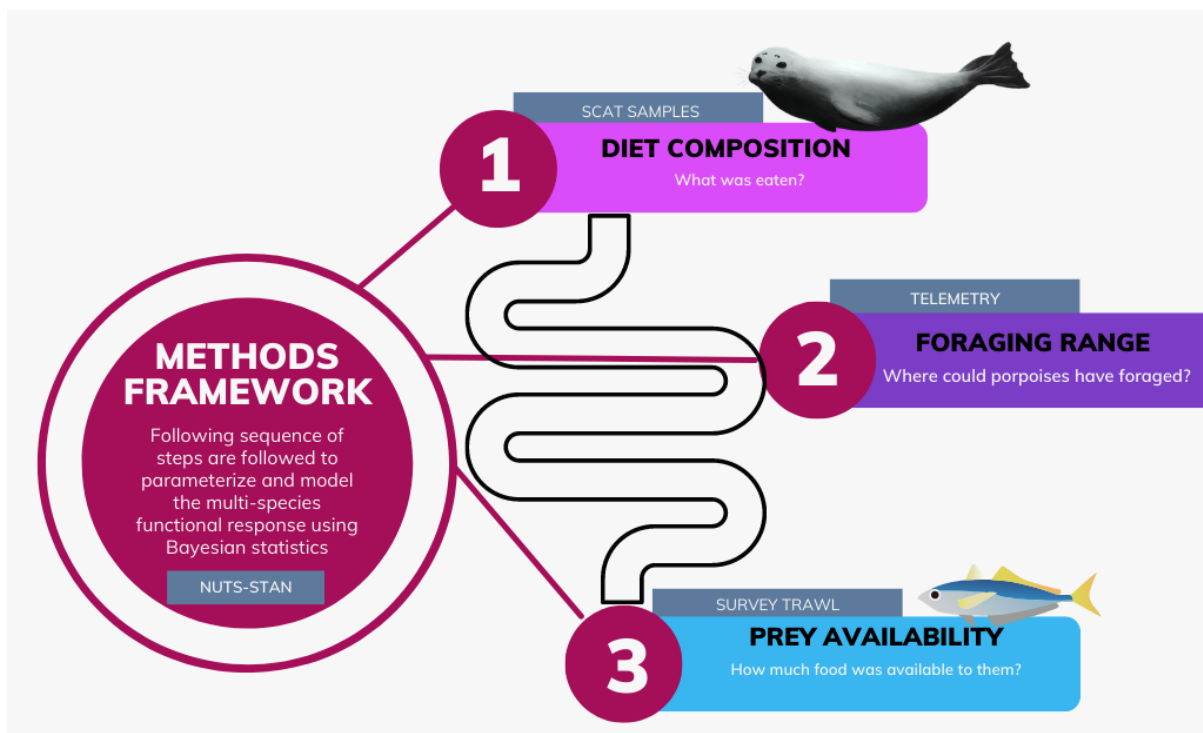 SCAT SAMPLES
1
DIET COMPOSITION
What was eaten?
TELEMETRY
2
FORAGING RANGE
Where could porpoises have foraged?
METHODS
FRAMEWORK
Following sequence of
steps are followed to
parameterize and model
the multi-species
functional response using
Bayesian statistics
NUTS-STAN
SURVEY TRAWL
3
PREY AVAILABILITY
How much food was available to them?